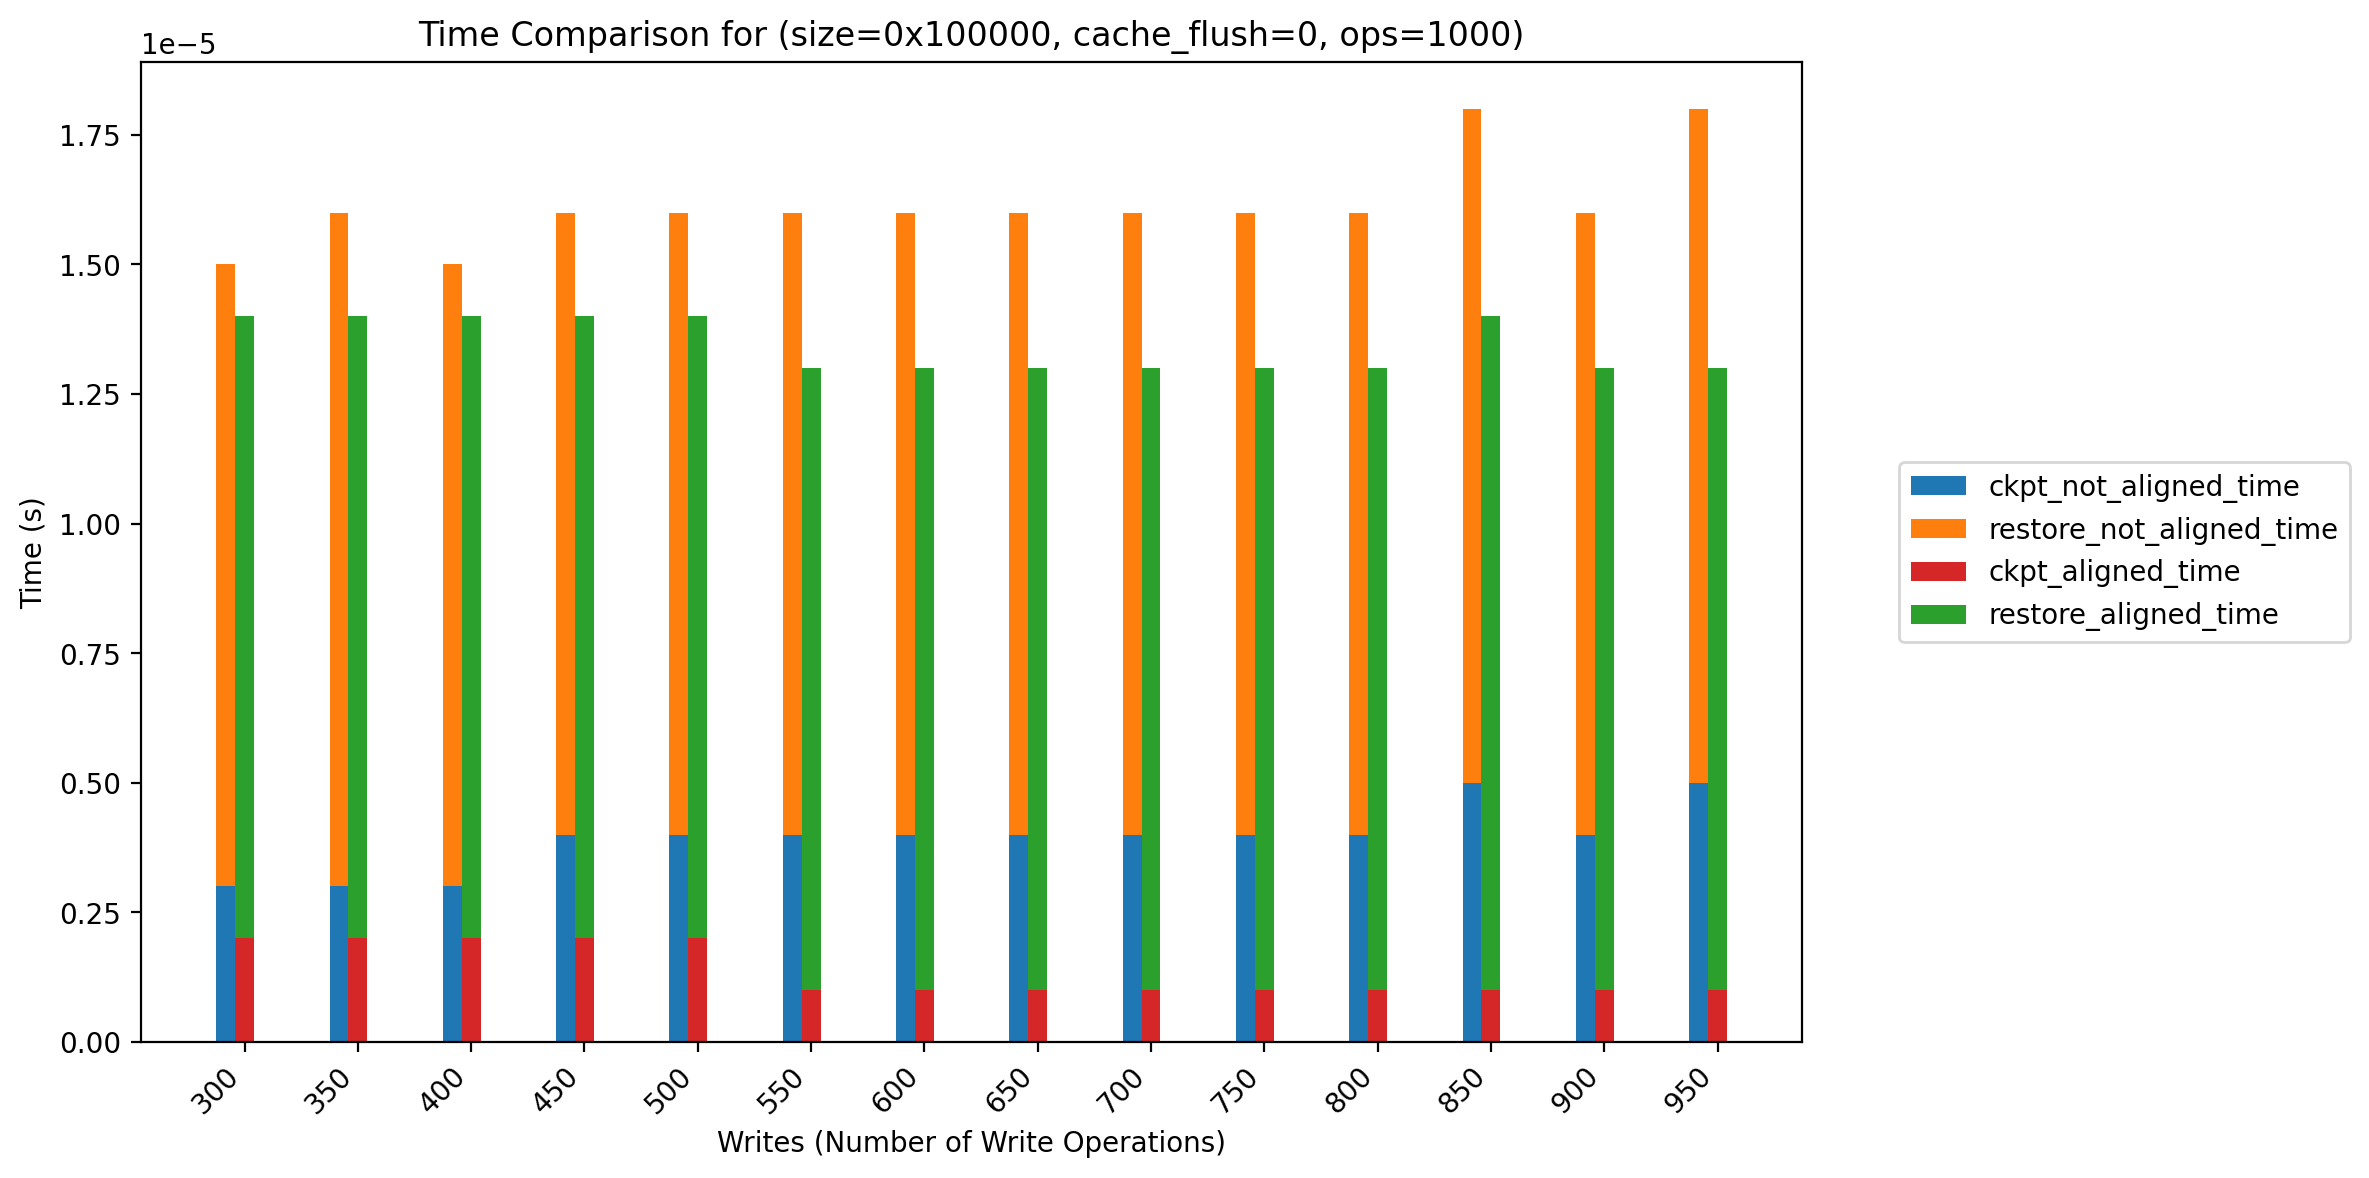 Time Comparison for (size=0x100000, cache_flush=0, ops=1000)
1e−5
1.75
1.50
1.25
1.00
0.75
0.50
0.25
0.00
Time (s)
300
350
400
450
500
550
600
650
700
750
800
850
900
950
Writes (Number of Write Operations)
ckpt_not_aligned_time
restore_not_aligned_time
ckpt_aligned_time
restore_aligned_time